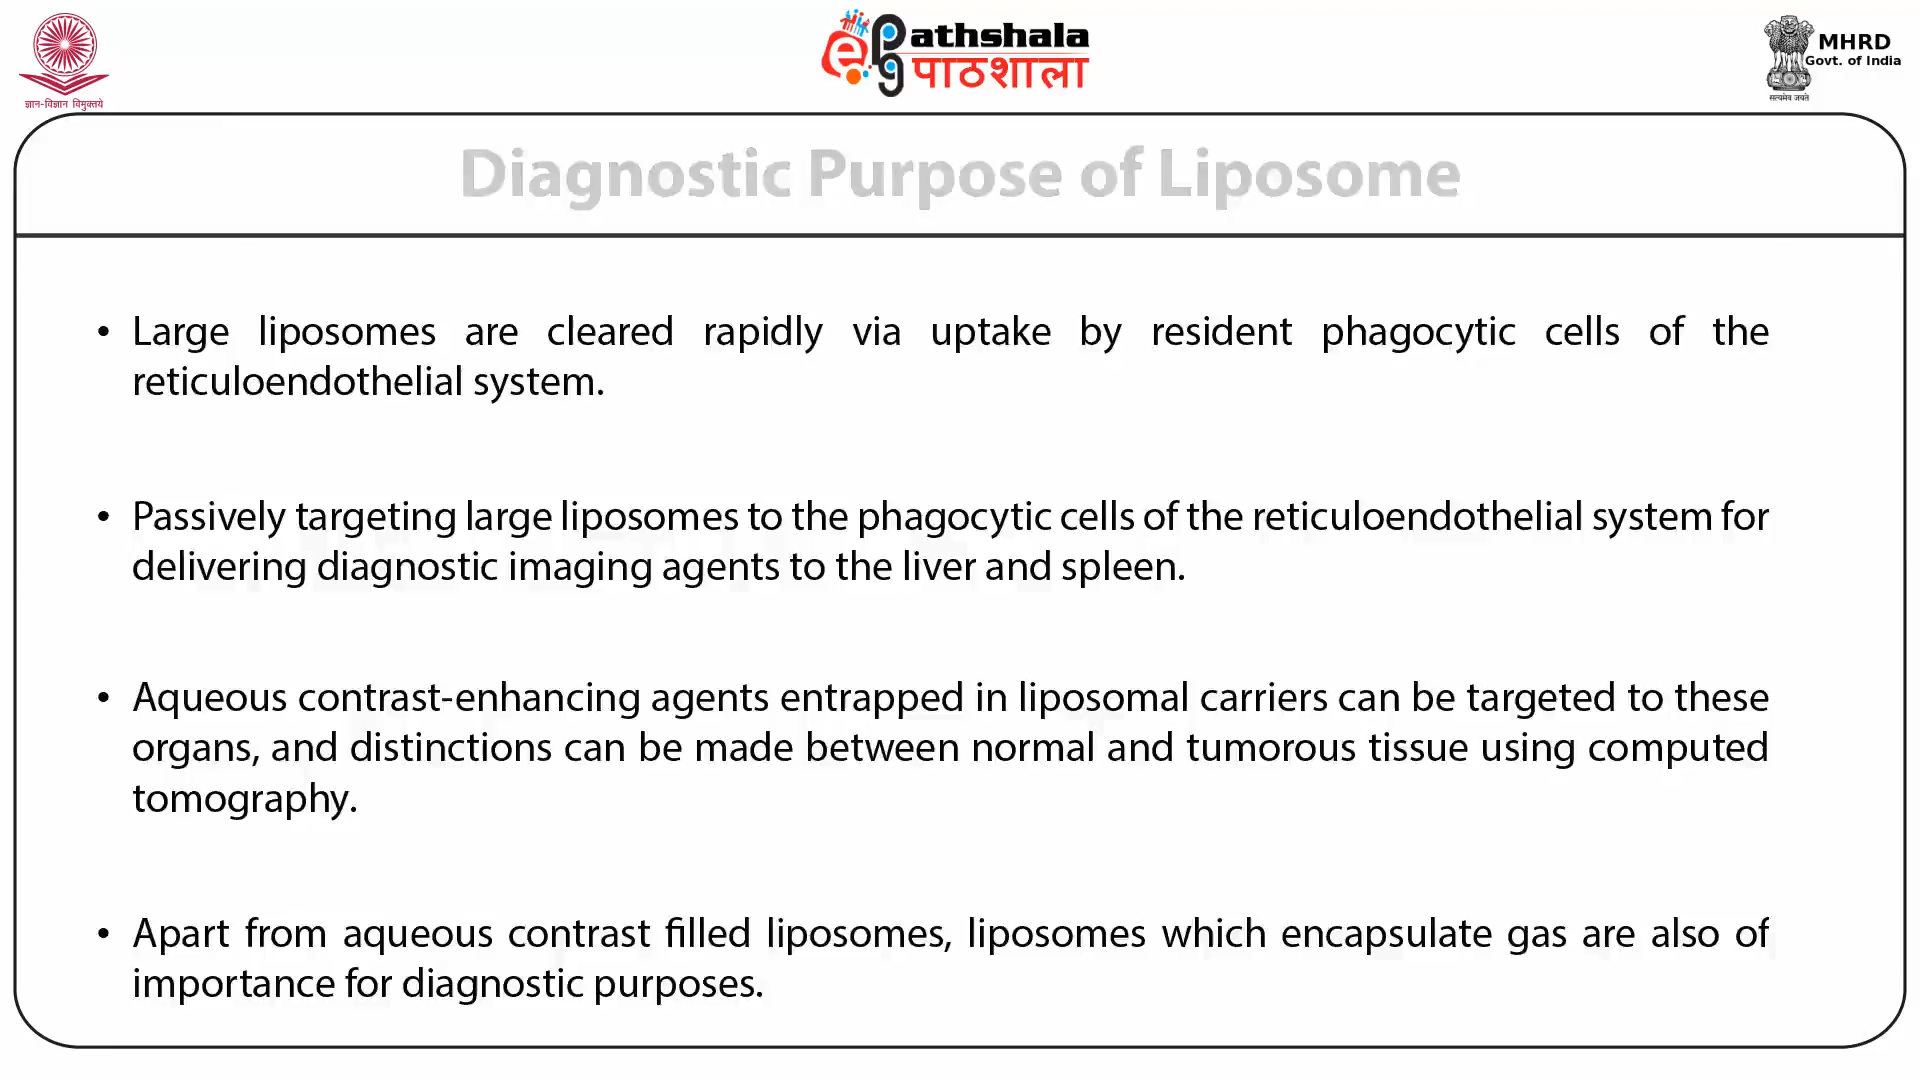 ज्ञान-विज्ञान विमुक्तये
ePathshala
पाठशाला
MHRD
Govt. of India
सत्यमेव जयते
Diagnostic Purpose of Liposome
• Large liposomes are cleared rapidly via uptake by resident phagocytic cells of the
reticuloendothelial system.
• Passively targeting large liposomes to the phagocytic cells of the reticuloendothelial system for
delivering diagnostic imaging agents to the liver and spleen.
• Aqueous contrast-enhancing agents entrapped in liposomal carriers can be targeted to these
organs, and distinctions can be made between normal and tumorous tissue using computed
tomography.
• Apart from aqueous contrast filled liposomes, liposomes which encapsulate gas are also of
importance for diagnostic purposes.